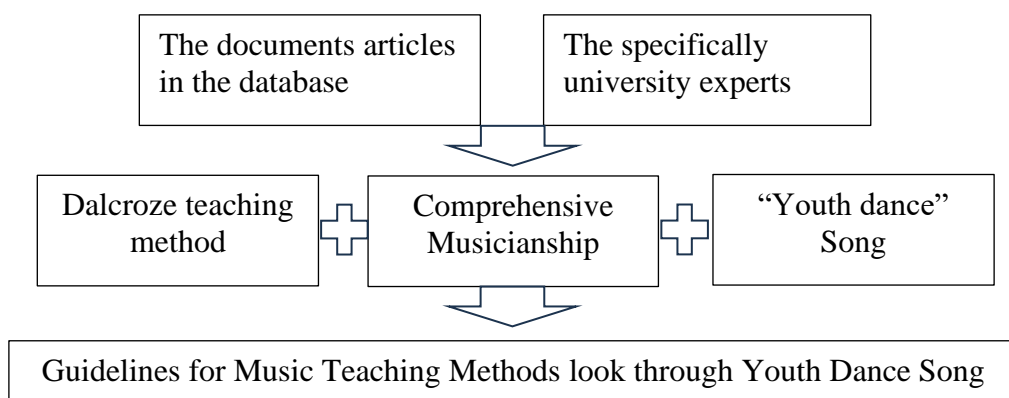 The documents articles
in the database
The specifically
university experts
Dalcroze teaching
method
Comprehensive
Musicianship
“Youth dance”
Song
Guidelines for Music Teaching Methods look through Youth Dance Song